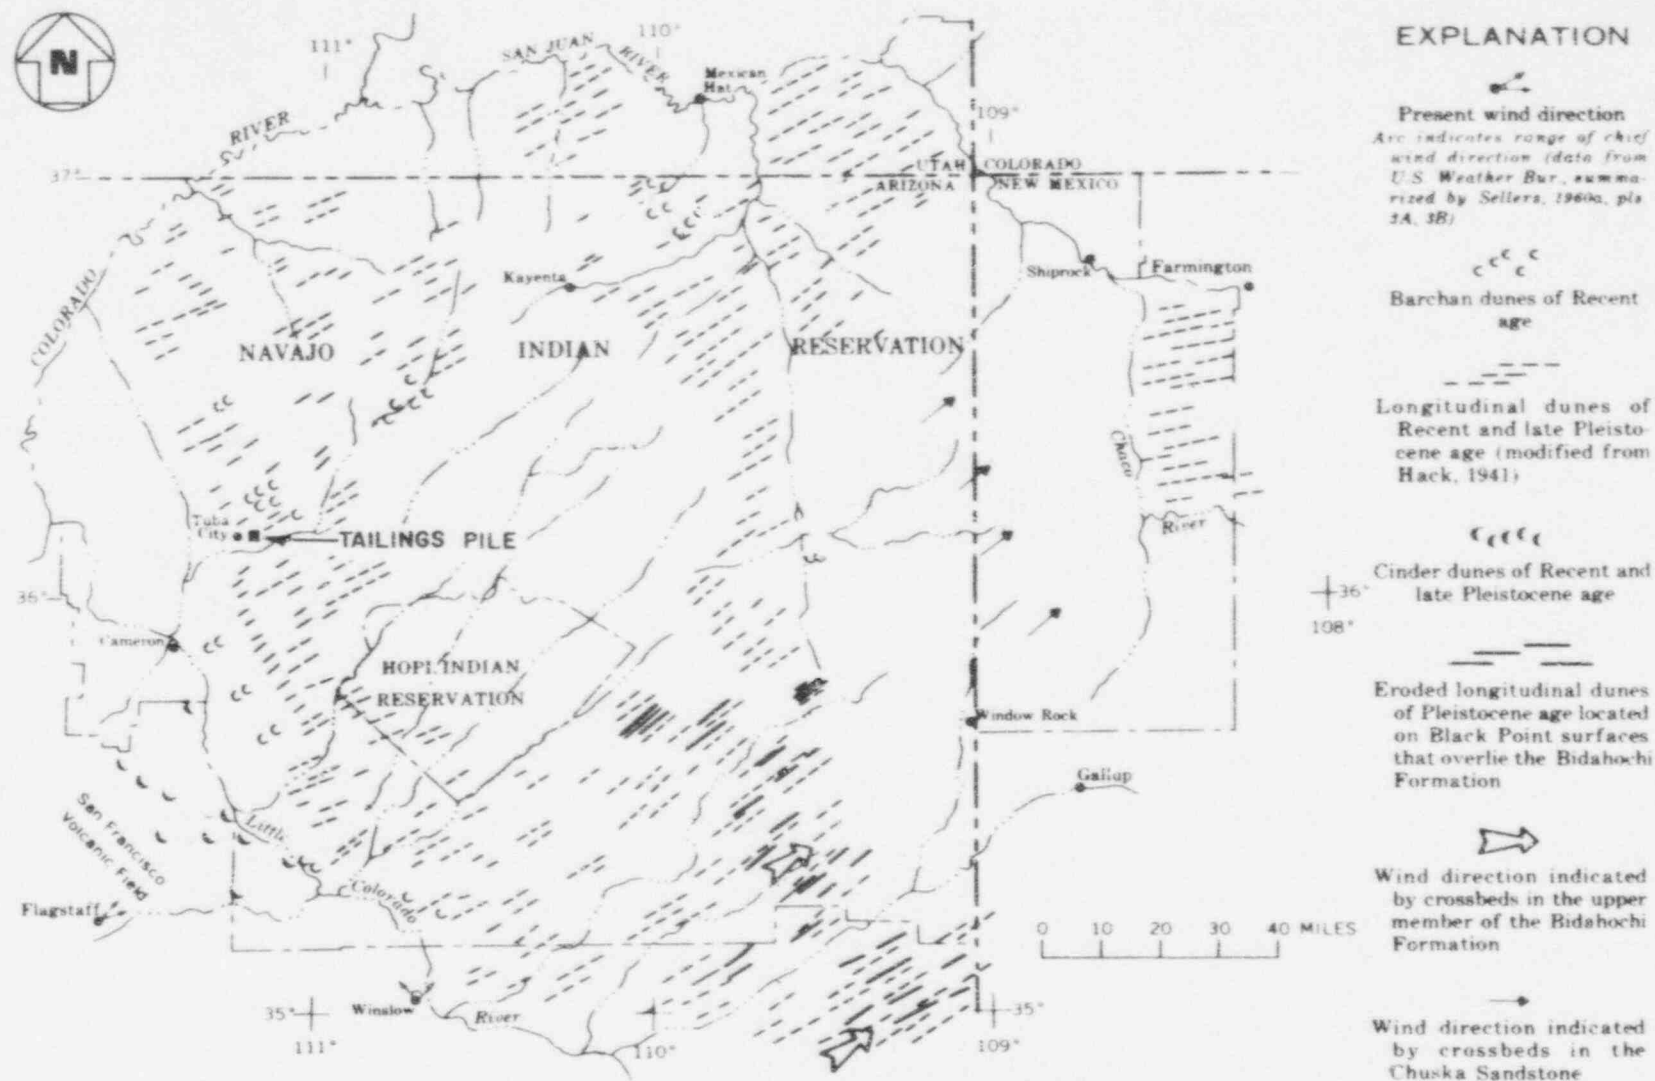 N
111°
110°
SAN JUAN
RIVER
Mexican
Hat
109°
RIVER
37°
UTAH
COLORADO
ARIZONA
NEW MEXICO
COLORADO
Kayenta
Shiprock
Farmington
NAVAJO
INDIAN
RESERVATION
Chaco
River
Tuba
City
TAILINGS PILE
36°
36°
108°
Cameron
HOPI INDIAN
RESERVATION
Window Rock
Gallup
San Francisco
Volcanic Field
Little
Colorado
Flagstaff
0 10 20 30 40 MILES
Winslow
River
35°
111°
110°
35°
109°
EXPLANATION
Present wind direction
Arc indicates range of chief
wind direction (data from
U.S. Weather Bur., summa-
rized by Sellers, 1960a, pls
3A, 3B)
Barchan dunes of Recent
age
Longitudinal dunes of
Recent and late Pleisto-
cene age (modified from
Hack, 1941)
Cinder dunes of Recent and
late Pleistocene age
Eroded longitudinal dunes
of Pleistocene age located
on Black Point surfaces
that overlie the Bidahochi
Formation
Wind direction indicated
by crossbeds in the upper
member of the Bidahochi
Formation
Wind direction indicated
by crossbeds in the
Chuska Sandstone